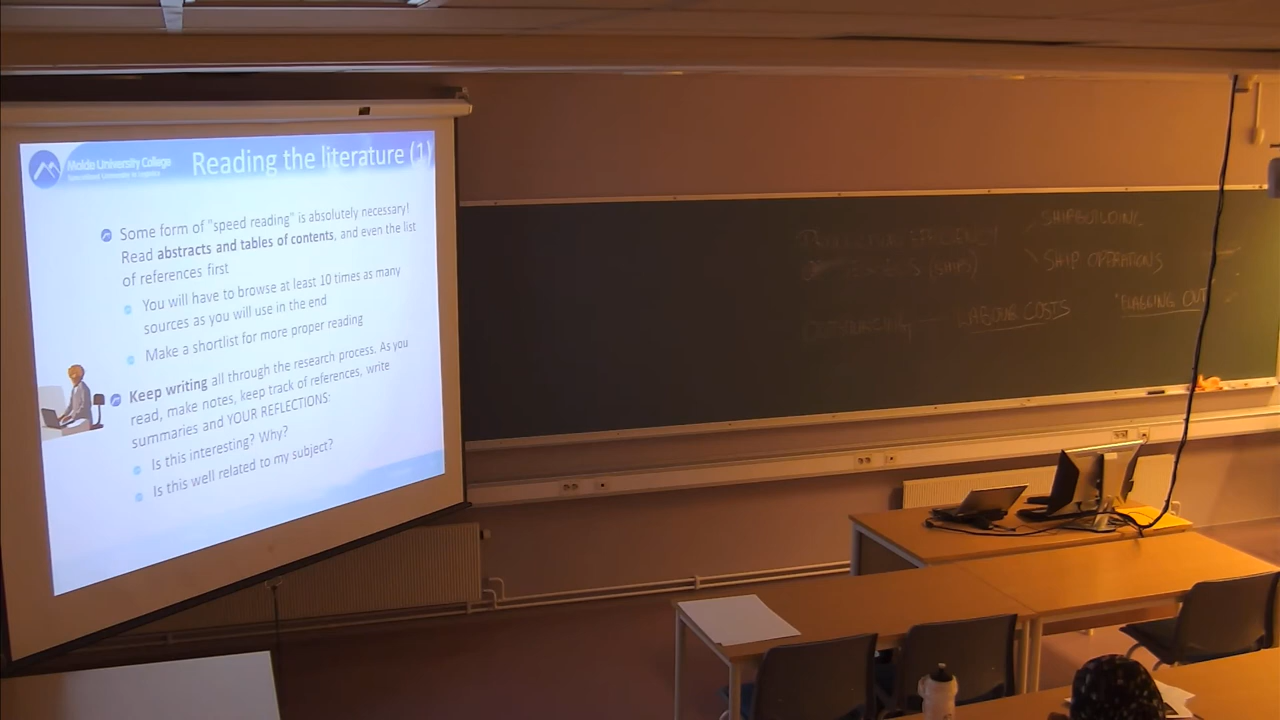 Molde University College
Specialized University in Logistics
Reading the literature (1)
Some form of "speed reading" is absolutely necessary!
Read abstracts and tables of contents, and even the list
of references first
You will have to browse at least 10 times as many
sources as you will use in the end
Make a shortlist for more proper reading
Keep writing all through the research process. As you
read, make notes, keep track of references, write
summaries and YOUR REFLECTIONS:
Is this interesting? Why?
Is this well related to my subject?
SHIPBUILDING
(SHIPS)
SHIP OPERATIONS
OUTSOURCING
LABOUR COSTS
"FLAGGING OUT